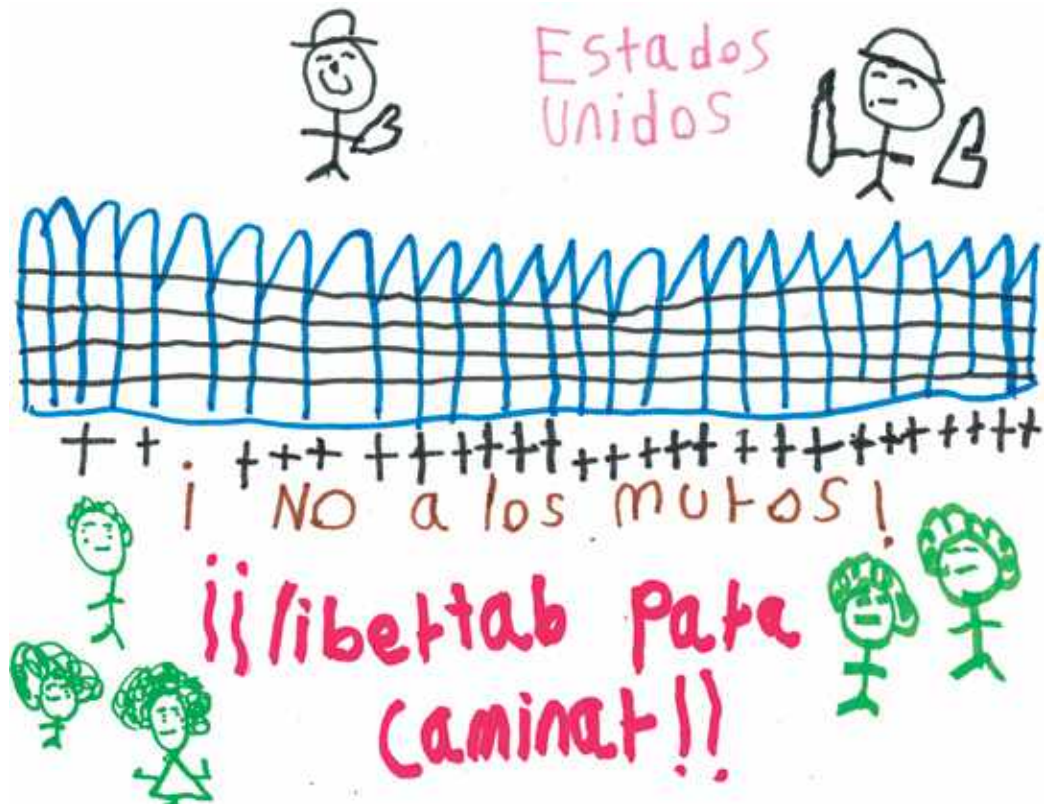 Estados
Unidos
¡ NO a los muros !
¡¡libertab para
caminar!!